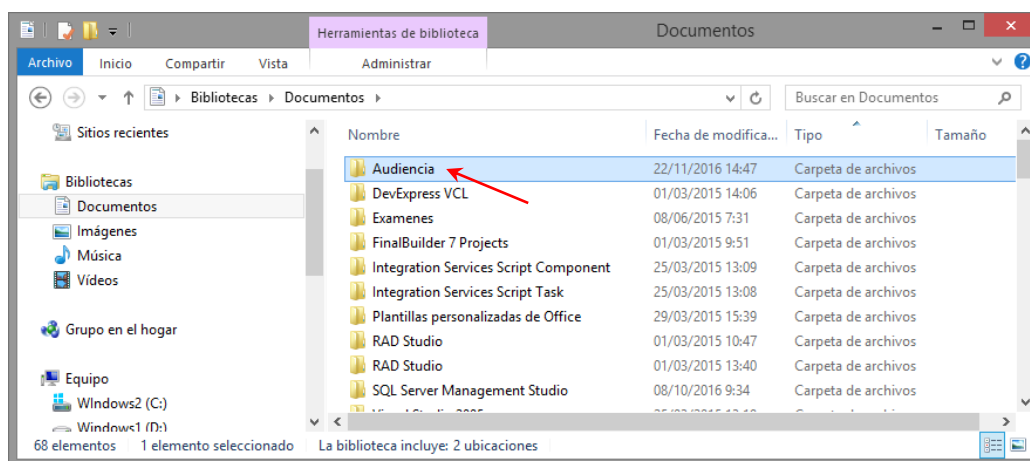 Herramientas de biblioteca Documentos
Archivo Inicio Compartir Vista Administrar
Bibliotecas Documentos Buscar en Documentos
Sitios recientes
Bibliotecas
Documentos
Imágenes
Música
Vídeos
Grupo en el hogar
Equipo
WIndows2 (C:)
Windows1 (D:)
Nombre Fecha de modifica... Tipo Tamaño
Audiencia 22/11/2016 14:47 Carpeta de archivos
DevExpress VCL 01/03/2015 14:06 Carpeta de archivos
Examenes 08/06/2015 7:31 Carpeta de archivos
FinalBuilder 7 Projects 01/03/2015 9:51 Carpeta de archivos
Integration Services Script Component 25/03/2015 13:09 Carpeta de archivos
Integration Services Script Task 25/03/2015 13:08 Carpeta de archivos
Plantillas personalizadas de Office 29/03/2015 15:39 Carpeta de archivos
RAD Studio 01/03/2015 10:47 Carpeta de archivos
RAD Studio 01/03/2015 13:40 Carpeta de archivos
SQL Server Management Studio 08/10/2016 9:34 Carpeta de archivos
68 elementos 1 elemento seleccionado La biblioteca incluye: 2 ubicaciones